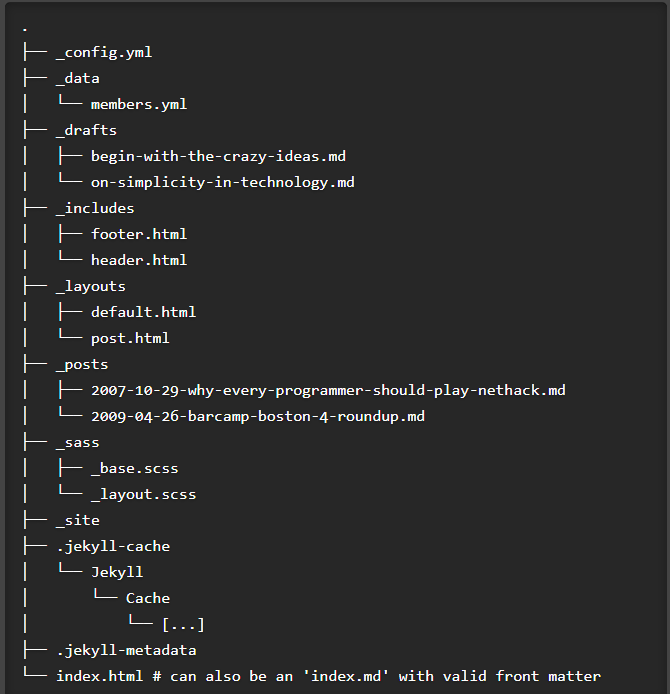 .
├── _config.yml
├── _data
│   └── members.yml
├── _drafts
│   ├── begin-with-the-crazy-ideas.md
│   └── on-simplicity-in-technology.md
├── _includes
│   ├── footer.html
│   └── header.html
├── _layouts
│   ├── default.html
│   └── post.html
├── _posts
│   ├── 2007-10-29-why-every-programmer-should-play-nethack.md
│   └── 2009-04-26-barcamp-boston-4-roundup.md
├── _sass
│   ├── _base.scss
│   └── _layout.scss
├── _site
├── .jekyll-cache
│   └── Jekyll
│       └── Cache
│           └── [...]
├── .jekyll-metadata
└── index.html # can also be an 'index.md' with valid front matter